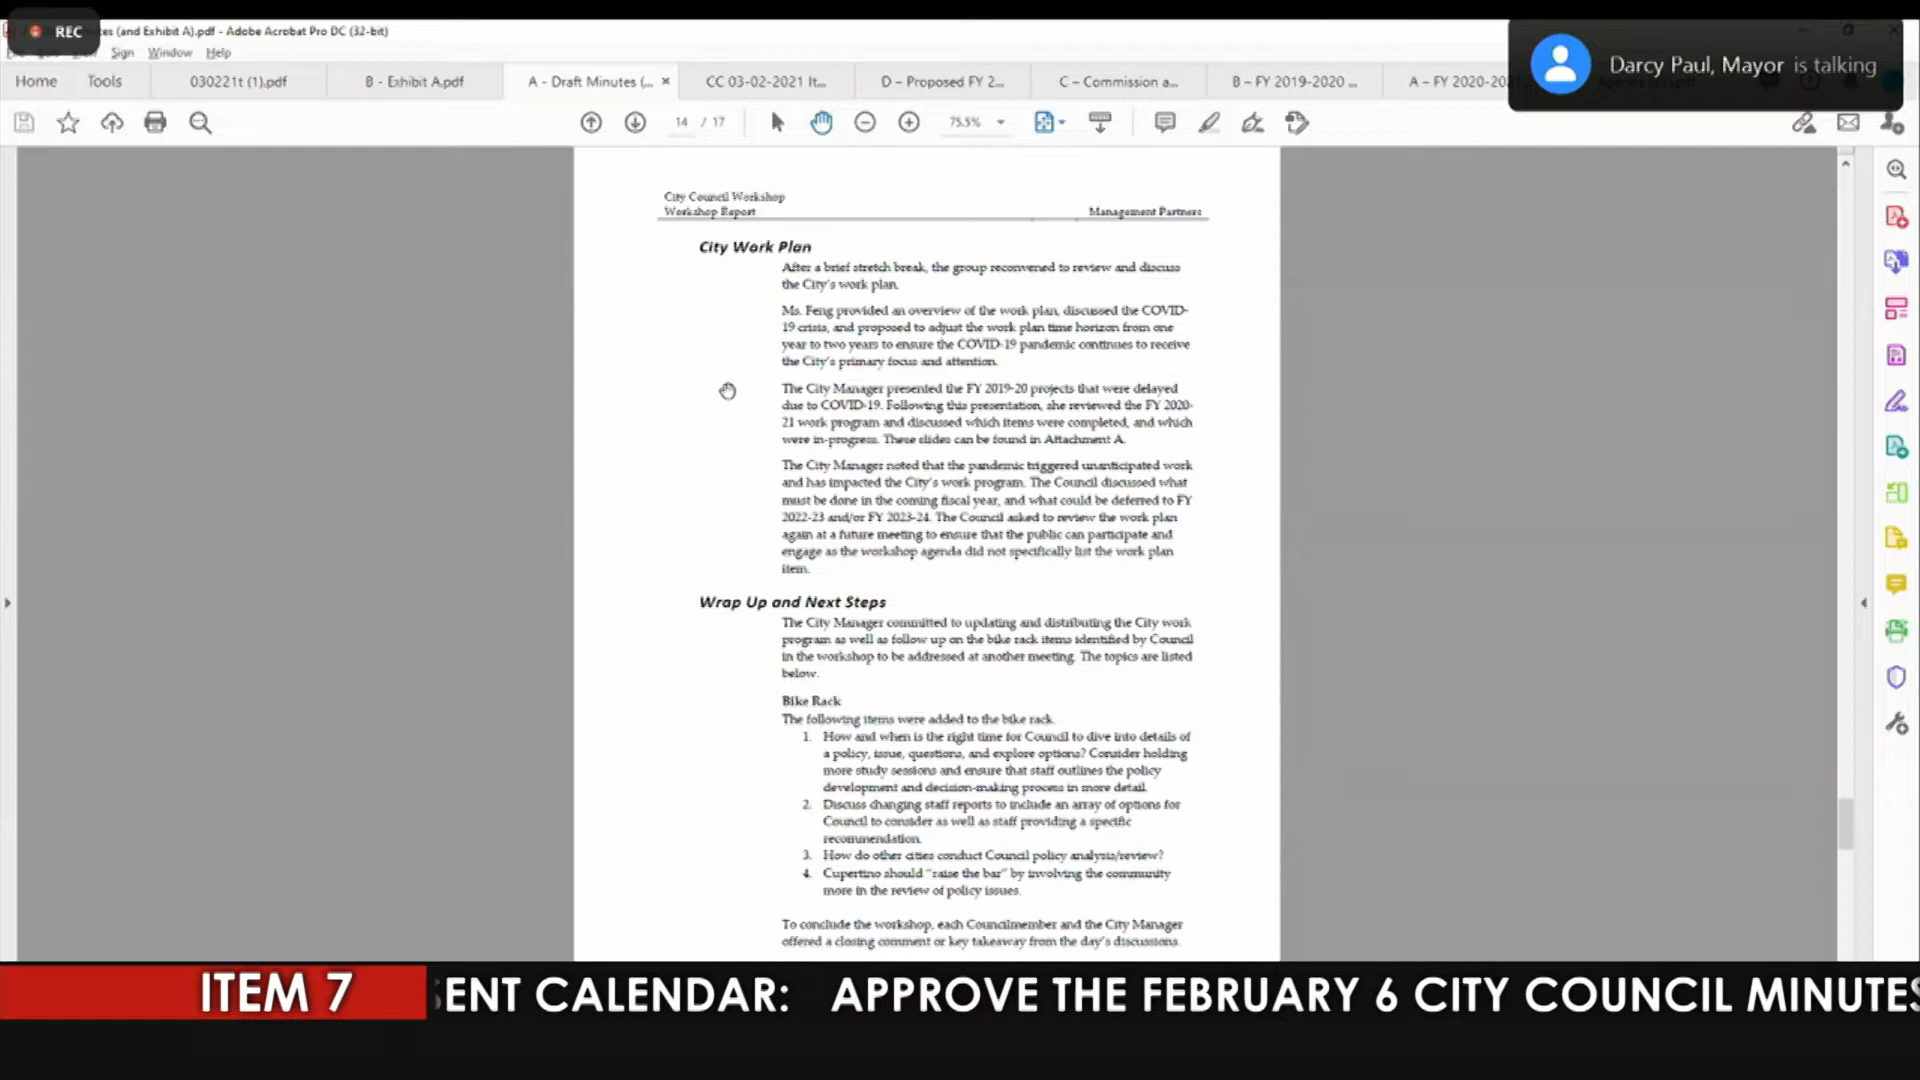 REC
es (and Exhibit A).pdf - Adobe Acrobat Pro DC (32-bit)
Sign Window Help
Darcy Paul, Mayor is talking
Home Tools 030221t (1).pdf B - Exhibit A.pdf A - Draft Minutes (... × CC 03-02-2021 It... D – Proposed FY 2... C – Commission a... B – FY 2019-2020 ... A – FY 2020-20
14 / 17 75.5%
City Council Workshop
Workshop Report Management Partners
City Work Plan
After a brief stretch break, the group reconvened to review and discuss
the City's work plan.
Ms. Feng provided an overview of the work plan, discussed the COVID-
19 crisis, and proposed to adjust the work plan time horizon from one
year to two years to ensure the COVID-19 pandemic continues to receive
the City's primary focus and attention.
The City Manager presented the FY 2019-20 projects that were delayed
due to COVID-19. Following this presentation, she reviewed the FY 2020-
21 work program and discussed which items were completed, and which
were in-progress. These slides can be found in Attachment A.
The City Manager noted that the pandemic triggered unanticipated work
and has impacted the City's work program. The Council discussed what
must be done in the coming fiscal year, and what could be deferred to FY
2022-23 and/or FY 2023-24. The Council asked to review the work plan
again at a future meeting to ensure that the public can participate and
engage as the workshop agenda did not specifically list the work plan
item.
Wrap Up and Next Steps
The City Manager committed to updating and distributing the City work
program as well as follow up on the bike rack items identified by Council
in the workshop to be addressed at another meeting. The topics are listed
below.
Bike Rack
The following items were added to the bike rack.
1. How and when is the right time for Council to dive into details of
a policy, issue, questions, and explore options? Consider holding
more study sessions and ensure that staff outlines the policy
development and decision-making process in more detail.
2. Discuss changing staff reports to include an array of options for
Council to consider as well as staff providing a specific
recommendation.
3. How do other cities conduct Council policy analysis/review?
4. Cupertino should "raise the bar" by involving the community
more in the review of policy issues.
To conclude the workshop, each Councilmember and the City Manager
offered a closing comment or key takeaway from the day's discussions.
ITEM 7 ENT CALENDAR: APPROVE THE FEBRUARY 6 CITY COUNCIL MINUTES